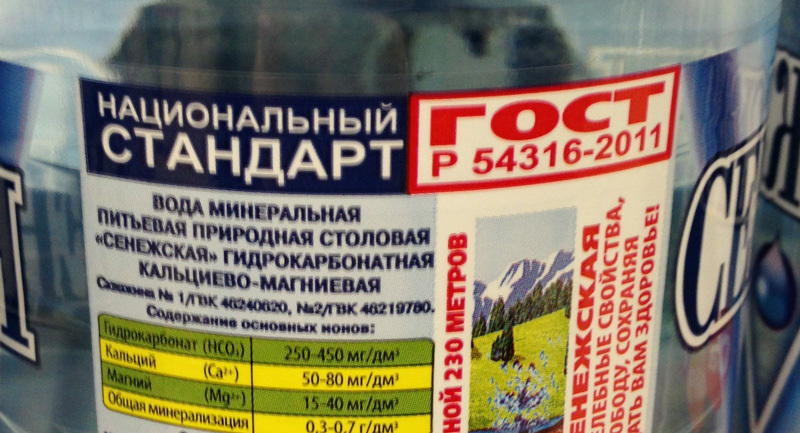 НАЦИОНАЛЬНЫЙ
СТАНДАРТ
ГОСТ
Р 54316-2011
ВОДА МИНЕРАЛЬНАЯ
ПИТЬЕВАЯ ПРИРОДНАЯ СТОЛОВАЯ
«СЕНЕЖСКАЯ» ГИДРОКАРБОНАТНАЯ
КАЛЬЦИЕВО-МАГНИЕВАЯ
Скважина № 1/ГВК 46240620, №2/ГВК 46219780.
Содержание основных ионов:
Гидрокарбонат (HCO₃) 250-450 мг/дм³
Кальций (Ca²⁺) 50-80 мг/дм³
Магний (Mg²⁺) 15-40 мг/дм³
Общая минерализация 0,3-0,7 г/дм³
НОЙ 230 МЕТРОВ
ЕНЕЖСКАЯ
ЛЕБНЫЕ СВОЙСТВА,
ОБОДУ, СОХРАНЯЯ
АТЬ ВАМ ЗДОРОВЬЕ!